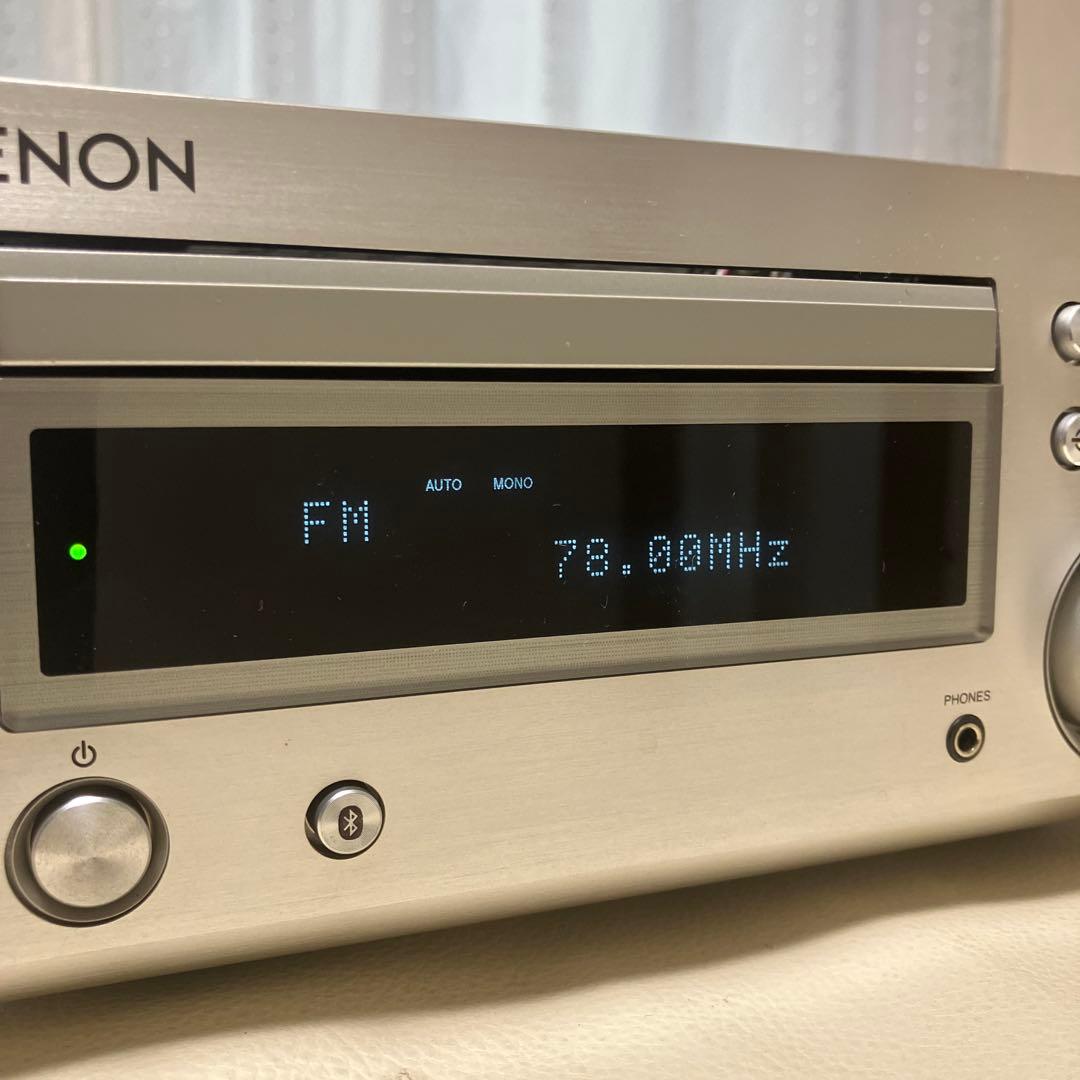 ENON
AUTO MONO
FM
78.00MHz
PHONES